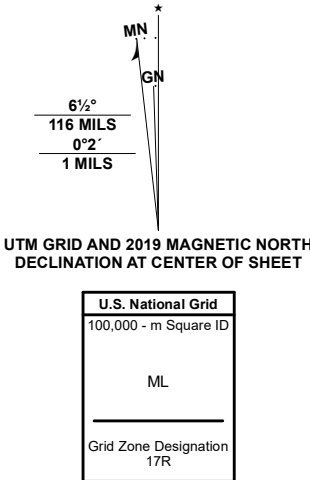 ★
MN
GN
6½°
116 MILS
0°2´
1 MILS
UTM GRID AND 2019 MAGNETIC NORTH
DECLINATION AT CENTER OF SHEET
U.S. National Grid
100,000 - m Square ID
ML
Grid Zone Designation
17R